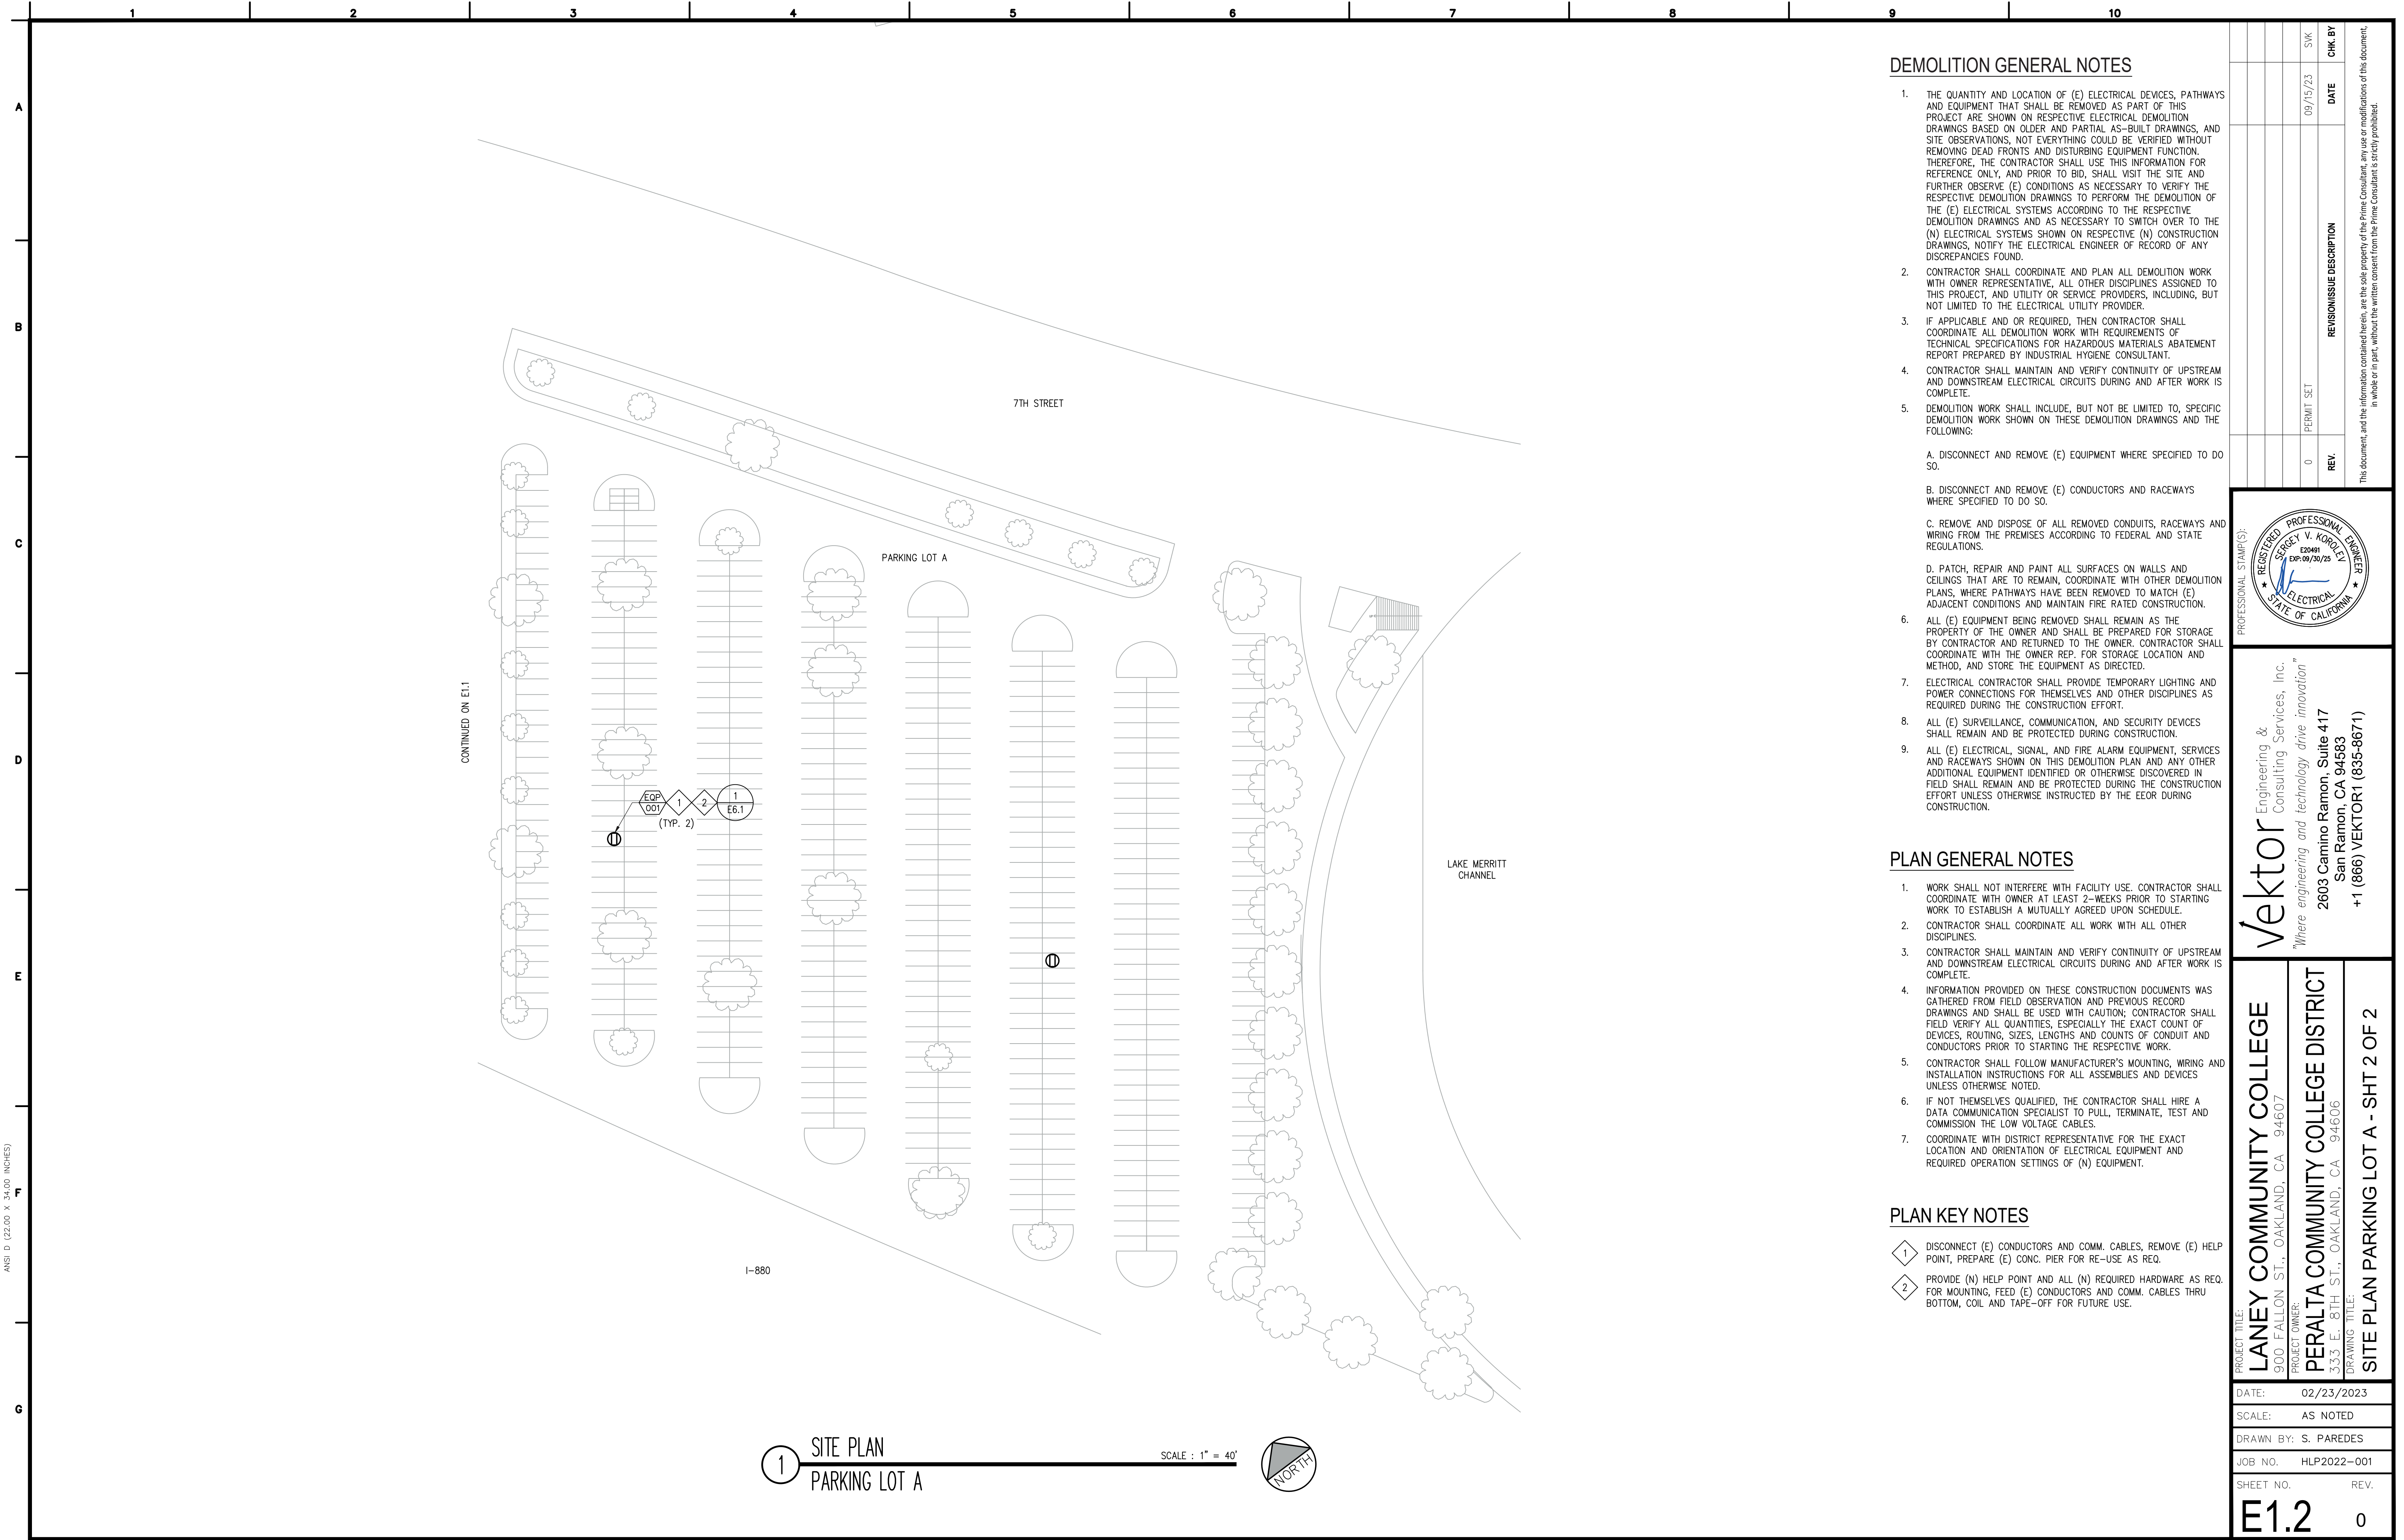 1 2 3 4 5 6 7 8 9 10
A
B
C
D
E
F
G
ANSI D (22.00 X 34.00 INCHES)
7TH STREET
PARKING LOT A
CONTINUED ON E1.1
EQP
001
1
2
1
E6.1
(TYP. 2)
LAKE MERRITT
CHANNEL
I-880
1
SITE PLAN
SCALE : 1" = 40'
PARKING LOT A
NORTH
DEMOLITION GENERAL NOTES
1. THE QUANTITY AND LOCATION OF (E) ELECTRICAL DEVICES, PATHWAYS
AND EQUIPMENT THAT SHALL BE REMOVED AS PART OF THIS
PROJECT ARE SHOWN ON RESPECTIVE ELECTRICAL DEMOLITION
DRAWINGS BASED ON OLDER AND PARTIAL AS-BUILT DRAWINGS, AND
SITE OBSERVATIONS, NOT EVERYTHING COULD BE VERIFIED WITHOUT
REMOVING DEAD FRONTS AND DISTURBING EQUIPMENT FUNCTION.
THEREFORE, THE CONTRACTOR SHALL USE THIS INFORMATION FOR
REFERENCE ONLY, AND PRIOR TO BID, SHALL VISIT THE SITE AND
FURTHER OBSERVE (E) CONDITIONS AS NECESSARY TO VERIFY THE
RESPECTIVE DEMOLITION DRAWINGS TO PERFORM THE DEMOLITION OF
THE (E) ELECTRICAL SYSTEMS ACCORDING TO THE RESPECTIVE
DEMOLITION DRAWINGS AND AS NECESSARY TO SWITCH OVER TO THE
(N) ELECTRICAL SYSTEMS SHOWN ON RESPECTIVE (N) CONSTRUCTION
DRAWINGS, NOTIFY THE ELECTRICAL ENGINEER OF RECORD OF ANY
DISCREPANCIES FOUND.
2. CONTRACTOR SHALL COORDINATE AND PLAN ALL DEMOLITION WORK
WITH OWNER REPRESENTATIVE, ALL OTHER DISCIPLINES ASSIGNED TO
THIS PROJECT, AND UTILITY OR SERVICE PROVIDERS, INCLUDING, BUT
NOT LIMITED TO THE ELECTRICAL UTILITY PROVIDER.
3. IF APPLICABLE AND OR REQUIRED, THEN CONTRACTOR SHALL
COORDINATE ALL DEMOLITION WORK WITH REQUIREMENTS OF
TECHNICAL SPECIFICATIONS FOR HAZARDOUS MATERIALS ABATEMENT
REPORT PREPARED BY INDUSTRIAL HYGIENE CONSULTANT.
4. CONTRACTOR SHALL MAINTAIN AND VERIFY CONTINUITY OF UPSTREAM
AND DOWNSTREAM ELECTRICAL CIRCUITS DURING AND AFTER WORK IS
COMPLETE.
5. DEMOLITION WORK SHALL INCLUDE, BUT NOT BE LIMITED TO, SPECIFIC
DEMOLITION WORK SHOWN ON THESE DEMOLITION DRAWINGS AND THE
FOLLOWING:
A. DISCONNECT AND REMOVE (E) EQUIPMENT WHERE SPECIFIED TO DO
SO.
B. DISCONNECT AND REMOVE (E) CONDUCTORS AND RACEWAYS
WHERE SPECIFIED TO DO SO.
C. REMOVE AND DISPOSE OF ALL REMOVED CONDUITS, RACEWAYS AND
WIRING FROM THE PREMISES ACCORDING TO FEDERAL AND STATE
REGULATIONS.
D. PATCH, REPAIR AND PAINT ALL SURFACES ON WALLS AND
CEILINGS THAT ARE TO REMAIN, COORDINATE WITH OTHER DEMOLITION
PLANS, WHERE PATHWAYS HAVE BEEN REMOVED TO MATCH (E)
ADJACENT CONDITIONS AND MAINTAIN FIRE RATED CONSTRUCTION.
6. ALL (E) EQUIPMENT BEING REMOVED SHALL REMAIN AS THE
PROPERTY OF THE OWNER AND SHALL BE PREPARED FOR STORAGE
BY CONTRACTOR AND RETURNED TO THE OWNER. CONTRACTOR SHALL
COORDINATE WITH THE OWNER REP. FOR STORAGE LOCATION AND
METHOD, AND STORE THE EQUIPMENT AS DIRECTED.
7. ELECTRICAL CONTRACTOR SHALL PROVIDE TEMPORARY LIGHTING AND
POWER CONNECTIONS FOR THEMSELVES AND OTHER DISCIPLINES AS
REQUIRED DURING THE CONSTRUCTION EFFORT.
8. ALL (E) SURVEILLANCE, COMMUNICATION, AND SECURITY DEVICES
SHALL REMAIN AND BE PROTECTED DURING CONSTRUCTION.
9. ALL (E) ELECTRICAL, SIGNAL, AND FIRE ALARM EQUIPMENT, SERVICES
AND RACEWAYS SHOWN ON THIS DEMOLITION PLAN AND ANY OTHER
ADDITIONAL EQUIPMENT IDENTIFIED OR OTHERWISE DISCOVERED IN
FIELD SHALL REMAIN AND BE PROTECTED DURING THE CONSTRUCTION
EFFORT UNLESS OTHERWISE INSTRUCTED BY THE EEOR DURING
CONSTRUCTION.
PLAN GENERAL NOTES
1. WORK SHALL NOT INTERFERE WITH FACILITY USE. CONTRACTOR SHALL
COORDINATE WITH OWNER AT LEAST 2-WEEKS PRIOR TO STARTING
WORK TO ESTABLISH A MUTUALLY AGREED UPON SCHEDULE.
2. CONTRACTOR SHALL COORDINATE ALL WORK WITH ALL OTHER
DISCIPLINES.
3. CONTRACTOR SHALL MAINTAIN AND VERIFY CONTINUITY OF UPSTREAM
AND DOWNSTREAM ELECTRICAL CIRCUITS DURING AND AFTER WORK IS
COMPLETE.
4. INFORMATION PROVIDED ON THESE CONSTRUCTION DOCUMENTS WAS
GATHERED FROM FIELD OBSERVATION AND PREVIOUS RECORD
DRAWINGS AND SHALL BE USED WITH CAUTION; CONTRACTOR SHALL
FIELD VERIFY ALL QUANTITIES, ESPECIALLY THE EXACT COUNT OF
DEVICES, ROUTING, SIZES, LENGTHS AND COUNTS OF CONDUIT AND
CONDUCTORS PRIOR TO STARTING THE RESPECTIVE WORK.
5. CONTRACTOR SHALL FOLLOW MANUFACTURER'S MOUNTING, WIRING AND
INSTALLATION INSTRUCTIONS FOR ALL ASSEMBLIES AND DEVICES
UNLESS OTHERWISE NOTED.
6. IF NOT THEMSELVES QUALIFIED, THE CONTRACTOR SHALL HIRE A
DATA COMMUNICATION SPECIALIST TO PULL, TERMINATE, TEST AND
COMMISSION THE LOW VOLTAGE CABLES.
7. COORDINATE WITH DISTRICT REPRESENTATIVE FOR THE EXACT
LOCATION AND ORIENTATION OF ELECTRICAL EQUIPMENT AND
REQUIRED OPERATION SETTINGS OF (N) EQUIPMENT.
PLAN KEY NOTES
1 DISCONNECT (E) CONDUCTORS AND COMM. CABLES, REMOVE (E) HELP
POINT, PREPARE (E) CONC. PIER FOR RE-USE AS REQ.
2 PROVIDE (N) HELP POINT AND ALL (N) REQUIRED HARDWARE AS REQ.
FOR MOUNTING, FEED (E) CONDUCTORS AND COMM. CABLES THRU
BOTTOM, COIL AND TAPE-OFF FOR FUTURE USE.
0 PERMIT SET 09/15/23 SVK
REV. REVISION/ISSUE DESCRIPTION DATE CHK. BY
This document, and the information contained herein, are the sole property of the Prime Consultant, any use or modifications of this document,
in whole or in part, without the written consent from the Prime Consultant is strictly prohibited.
PROFESSIONAL STAMP(S):
REGISTERED PROFESSIONAL ENGINEER
SERGEY V. KOROLEV
E20491
EXP: 09/30/25
ELECTRICAL
STATE OF CALIFORNIA
Vektor Engineering &
Consulting Services, Inc.
"Where engineering and technology drive innovation"
2603 Camino Ramon, Suite 417
San Ramon, CA 94583
+1 (866) VEKTOR1 (835-8671)
PROJECT TITLE:
LANEY COMMUNITY COLLEGE
900 FALLON ST., OAKLAND, CA 94607
PROJECT OWNER:
PERALTA COMMUNITY COLLEGE DISTRICT
333 E. 8TH ST., OAKLAND, CA 94606
DRAWING TITLE:
SITE PLAN PARKING LOT A - SHT 2 OF 2
DATE: 02/23/2023
SCALE: AS NOTED
DRAWN BY: S. PAREDES
JOB NO. HLP2022-001
SHEET NO. REV.
E1.2 0